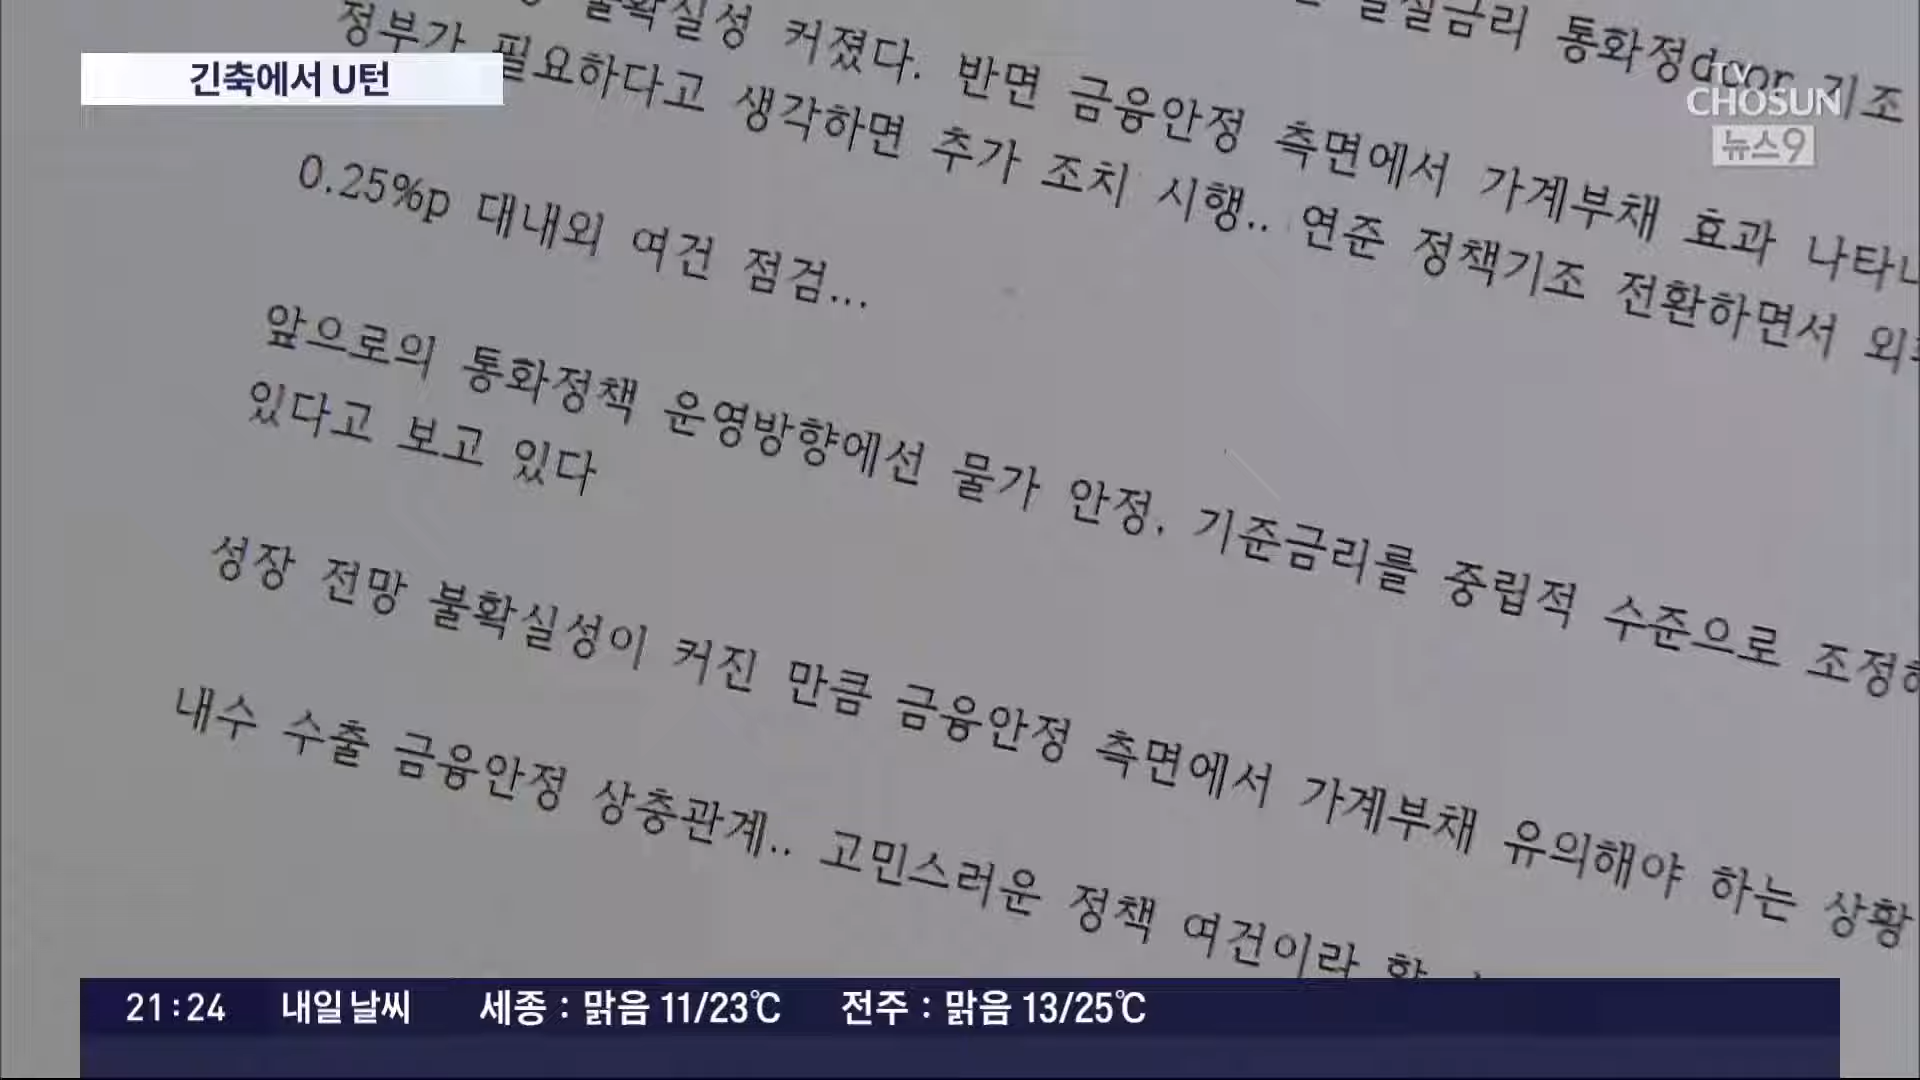 긴축에서 U턴
TV
CHOSUN
뉴스9
불확실성 커졌다. 반면 금융안정 측면에서 가계부채 효과
금리 통화정dcor 기조
정부가 필요하다고 생각하면 추가 조치 시행.. 연준 정책기조 전환하면서
0.25%p 대내외 여건 점검...
앞으로의 통화정책 운영방향에선 물가 안정. 기준금리를 중립적 수준으로
있다고 보고 있다
성장 전망 불확실성이 커진 만큼 금융안정 측면에서 가계부채 유의해야 하는 상황
내수 수출 금융안정 상충관계.. 고민스러운 정책 여건이라
21:24 내일 날씨 세종 : 맑음 11/23℃ 전주 : 맑음 13/25℃